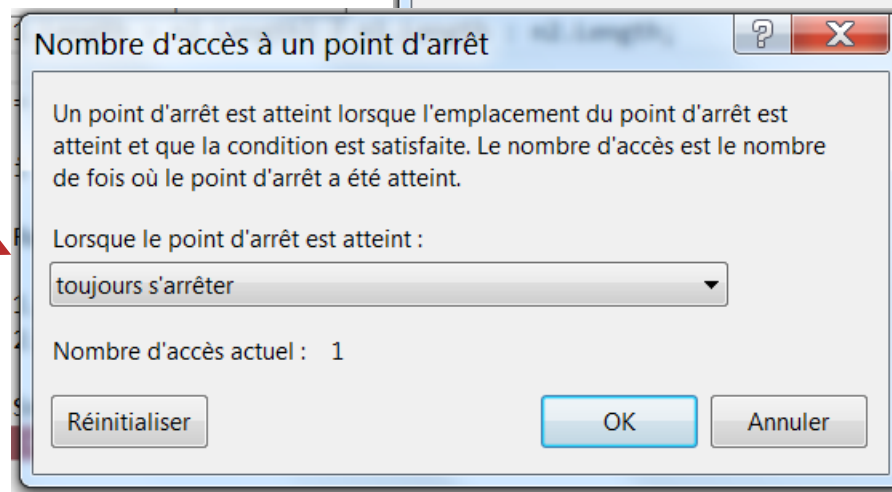 Nombre d'accès à un point d'arrêt
Un point d'arrêt est atteint lorsque l'emplacement du point d'arrêt est
atteint et que la condition est satisfaite. Le nombre d'accès est le nombre
de fois où le point d'arrêt a été atteint.
Lorsque le point d'arrêt est atteint :
toujours s'arrêter
Nombre d'accès actuel : 1
Réinitialiser
OK
Annuler